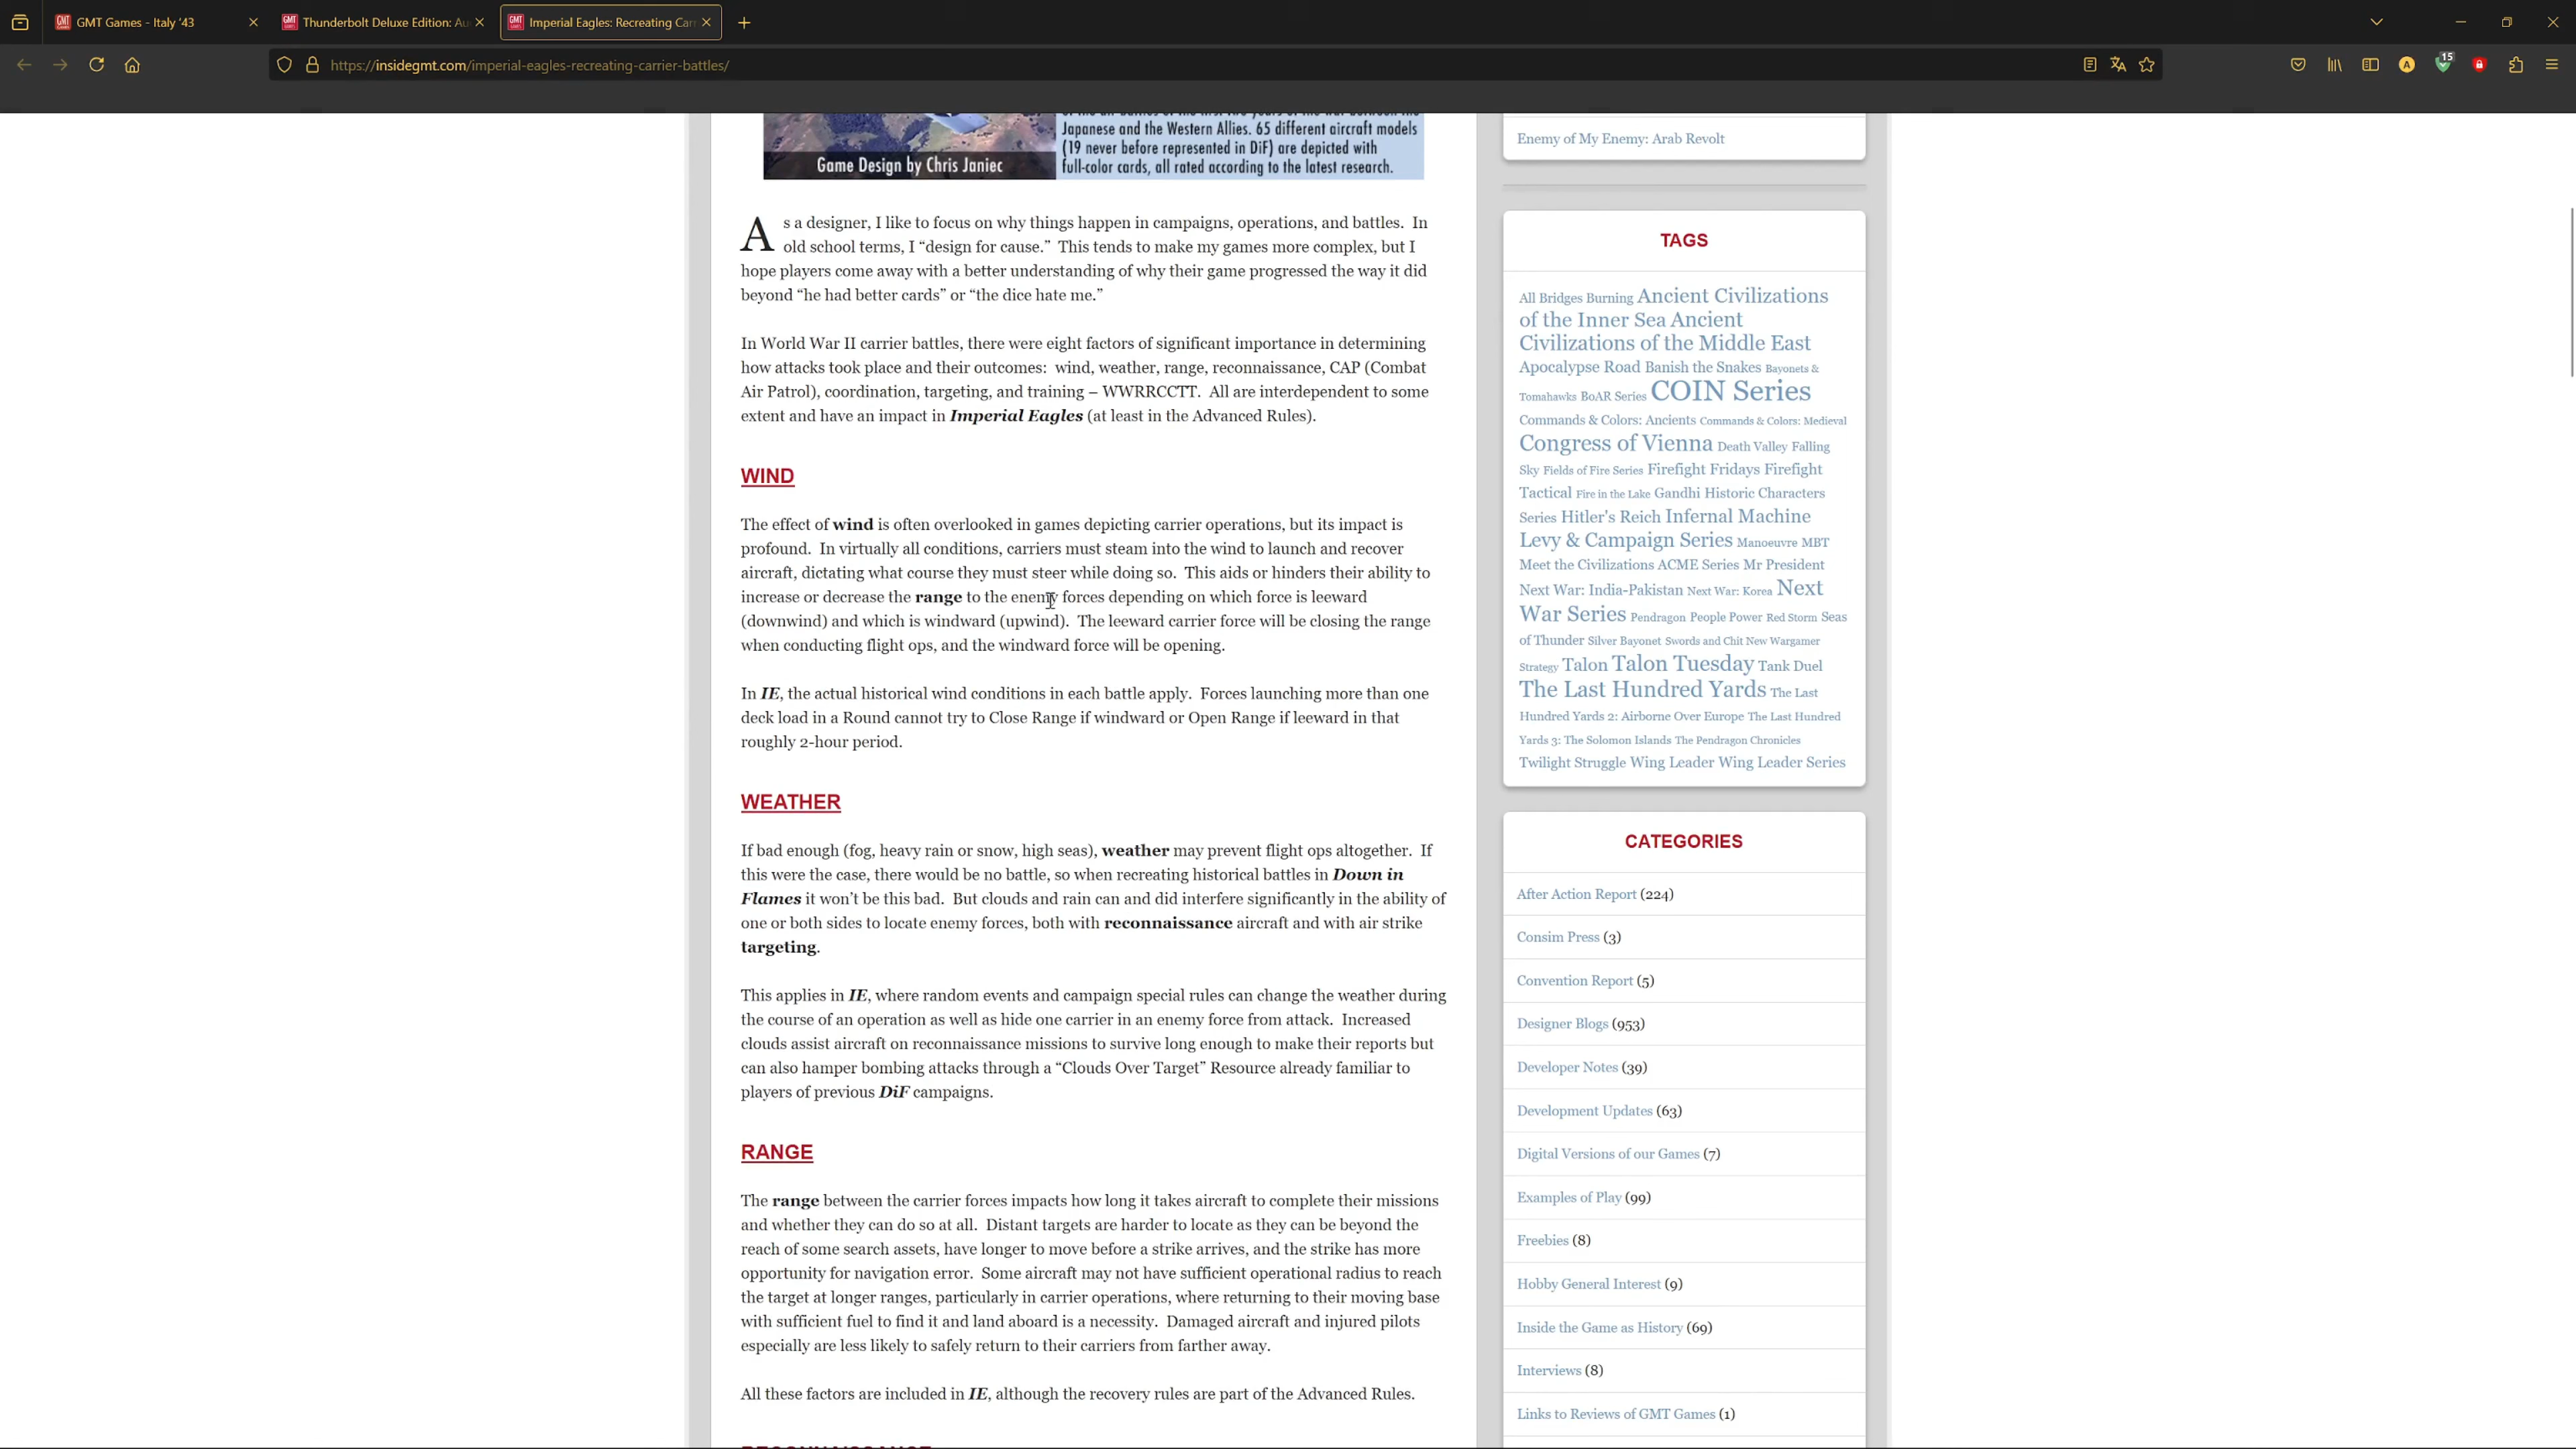 GMT Games - Italy '43
Thunderbolt Deluxe Edition: Au
Imperial Eagles: Recreating Carr
https://insidegmt.com/imperial-eagles-recreating-carrier-battles/
15
A
Game Design by Chris Janiec
Japanese and the Western Allies. 65 different aircraft models
(19 never before represented in DiF) are depicted with
full-color cards, all rated according to the latest research.
As a designer, I like to focus on why things happen in campaigns, operations, and battles. In
old school terms, I “design for cause.” This tends to make my games more complex, but I
hope players come away with a better understanding of why their game progressed the way it did
beyond “he had better cards” or “the dice hate me.”
In World War II carrier battles, there were eight factors of significant importance in determining
how attacks took place and their outcomes: wind, weather, range, reconnaissance, CAP (Combat
Air Patrol), coordination, targeting, and training – WWRRCCTT. All are interdependent to some
extent and have an impact in Imperial Eagles (at least in the Advanced Rules).
WIND
The effect of wind is often overlooked in games depicting carrier operations, but its impact is
profound. In virtually all conditions, carriers must steam into the wind to launch and recover
aircraft, dictating what course they must steer while doing so. This aids or hinders their ability to
increase or decrease the range to the enemy forces depending on which force is leeward
(downwind) and which is windward (upwind). The leeward carrier force will be closing the range
when conducting flight ops, and the windward force will be opening.
In IE, the actual historical wind conditions in each battle apply. Forces launching more than one
deck load in a Round cannot try to Close Range if windward or Open Range if leeward in that
roughly 2-hour period.
WEATHER
If bad enough (fog, heavy rain or snow, high seas), weather may prevent flight ops altogether. If
this were the case, there would be no battle, so when recreating historical battles in Down in
Flames it won’t be this bad. But clouds and rain can and did interfere significantly in the ability of
one or both sides to locate enemy forces, both with reconnaissance aircraft and with air strike
targeting.
This applies in IE, where random events and campaign special rules can change the weather during
the course of an operation as well as hide one carrier in an enemy force from attack. Increased
clouds assist aircraft on reconnaissance missions to survive long enough to make their reports but
can also hamper bombing attacks through a “Clouds Over Target” Resource already familiar to
players of previous DiF campaigns.
RANGE
The range between the carrier forces impacts how long it takes aircraft to complete their missions
and whether they can do so at all. Distant targets are harder to locate as they can be beyond the
reach of some search assets, have longer to move before a strike arrives, and the strike has more
opportunity for navigation error. Some aircraft may not have sufficient operational radius to reach
the target at longer ranges, particularly in carrier operations, where returning to their moving base
with sufficient fuel to find it and land aboard is a necessity. Damaged aircraft and injured pilots
especially are less likely to safely return to their carriers from farther away.
All these factors are included in IE, although the recovery rules are part of the Advanced Rules.
Enemy of My Enemy: Arab Revolt
TAGS
All Bridges Burning Ancient Civilizations
of the Inner Sea Ancient
Civilizations of the Middle East
Apocalypse Road Banish the Snakes Bayonets &
Tomahawks BoAR Series COIN Series
Commands & Colors: Ancients Commands & Colors: Medieval
Congress of Vienna Death Valley Falling
Sky Fields of Fire Series Firefight Fridays Firefight
Tactical Fire in the Lake Gandhi Historic Characters
Series Hitler's Reich Infernal Machine
Levy & Campaign Series Manoeuvre MBT
Meet the Civilizations ACME Series Mr President
Next War: India-Pakistan Next War: Korea Next
War Series Pendragon People Power Red Storm Seas
of Thunder Silver Bayonet Swords and Chit New Wargamer
Strategy Talon Talon Tuesday Tank Duel
The Last Hundred Yards The Last
Hundred Yards 2: Airborne Over Europe The Last Hundred
Yards 3: The Solomon Islands The Pendragon Chronicles
Twilight Struggle Wing Leader Wing Leader Series
CATEGORIES
After Action Report (224)
Consim Press (3)
Convention Report (5)
Designer Blogs (953)
Developer Notes (39)
Development Updates (63)
Digital Versions of our Games (7)
Examples of Play (99)
Freebies (8)
Hobby General Interest (9)
Inside the Game as History (69)
Interviews (8)
Links to Reviews of GMT Games (1)